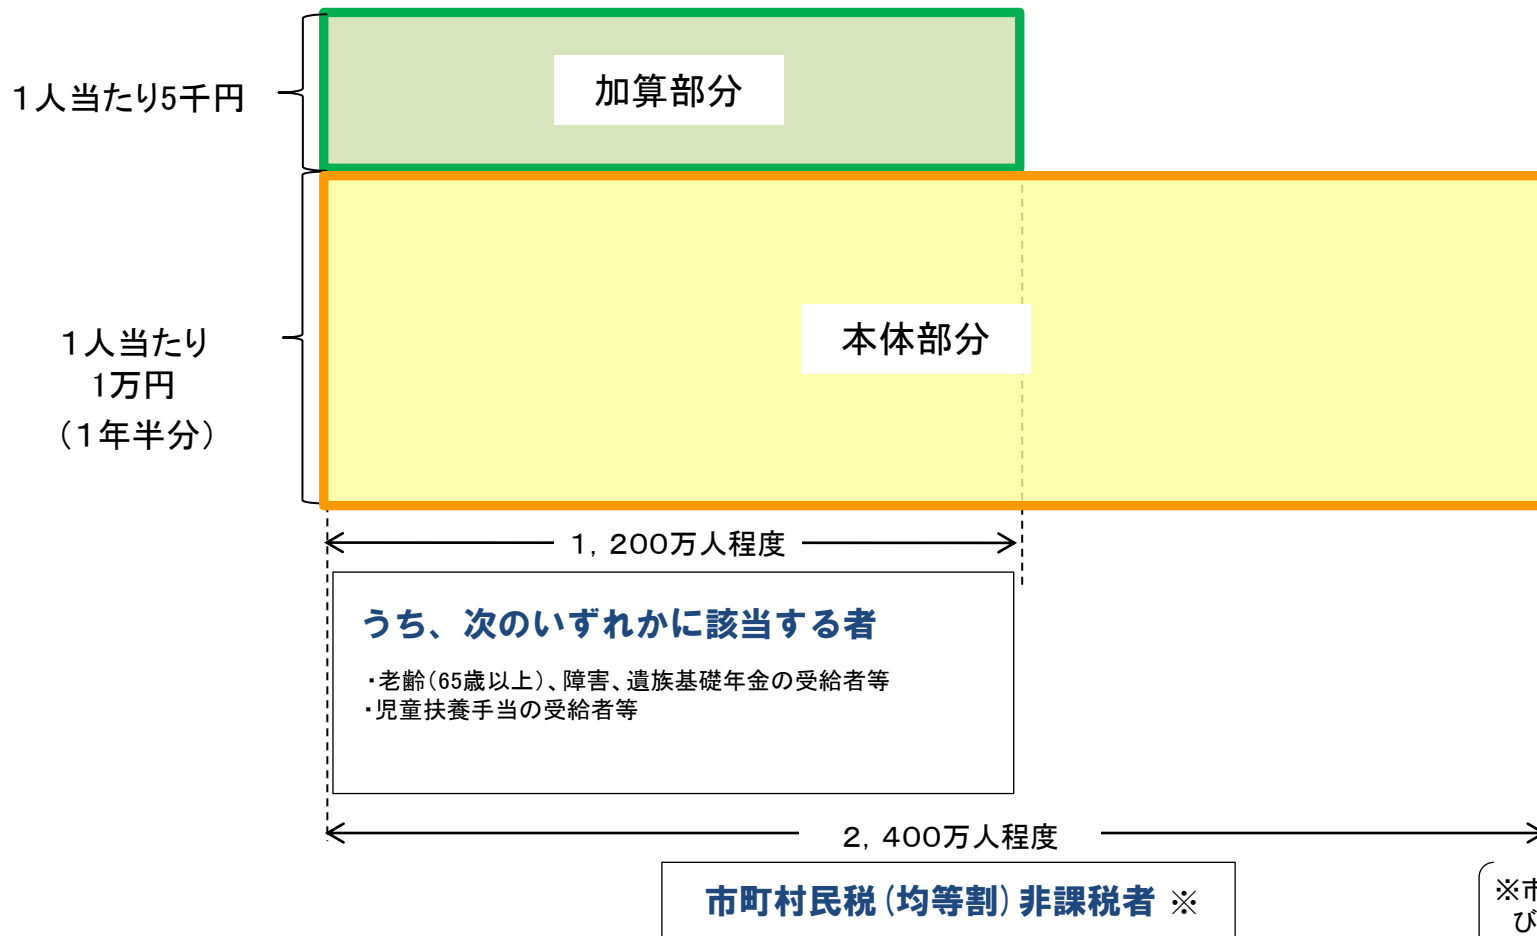 １人当たり5千円
加算部分
本体部分
１人当たり
1万円
（１年半分）
１，２００万人程度
うち、次のいずれかに該当する者
・老齢（65歳以上）、障害、遺族基礎年金の受給者等
・児童扶養手当の受給者等
２，４００万人程度
市町村民税（均等割）非課税者 ※
※市
び